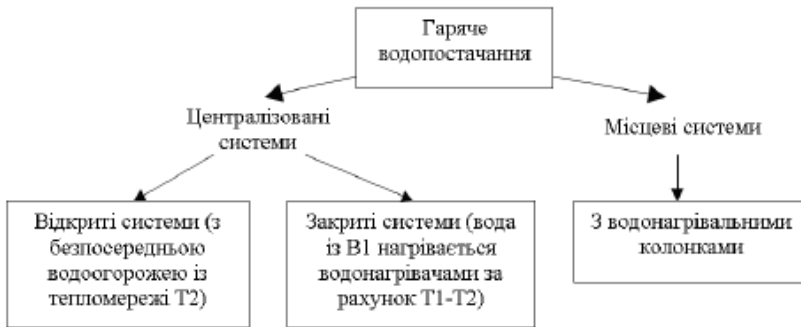 Гаряче
водопостачання
Централізовані
системи
Місцеві системи
Відкриті системи (з
безпосередньою
водоогорожею із
тепломережі Т2)
Закриті системи (вода
із В1 нагрівається
водонагрівачами за
рахунок Т1-Т2)
З водонагрівальними
колонками